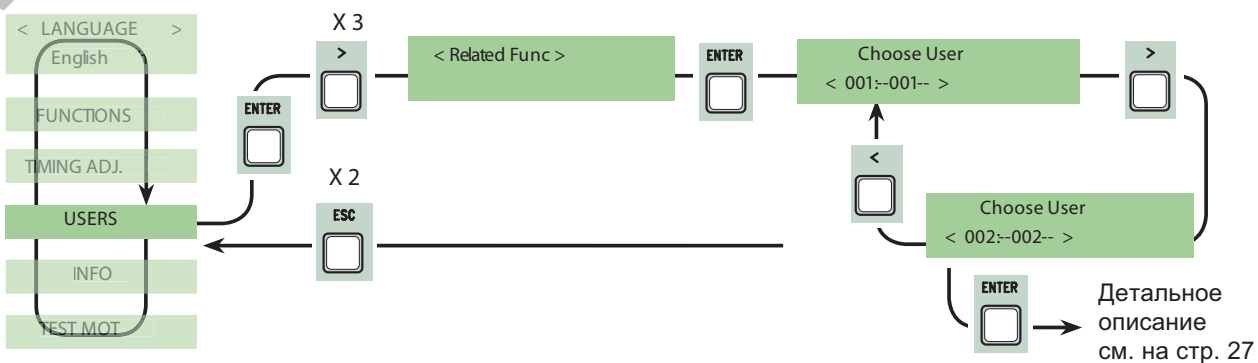 < LANGUAGE >
English
FUNCTIONS
TIMING ADJ.
USERS
INFO
TEST MOT
ENTER
X 3
>
< Related Func >
ENTER
Choose User
< 001:--001-- >
>
<
Choose User
< 002:--002-- >
X 2
ESC
ENTER
Детальное
описание
см. на стр. 27